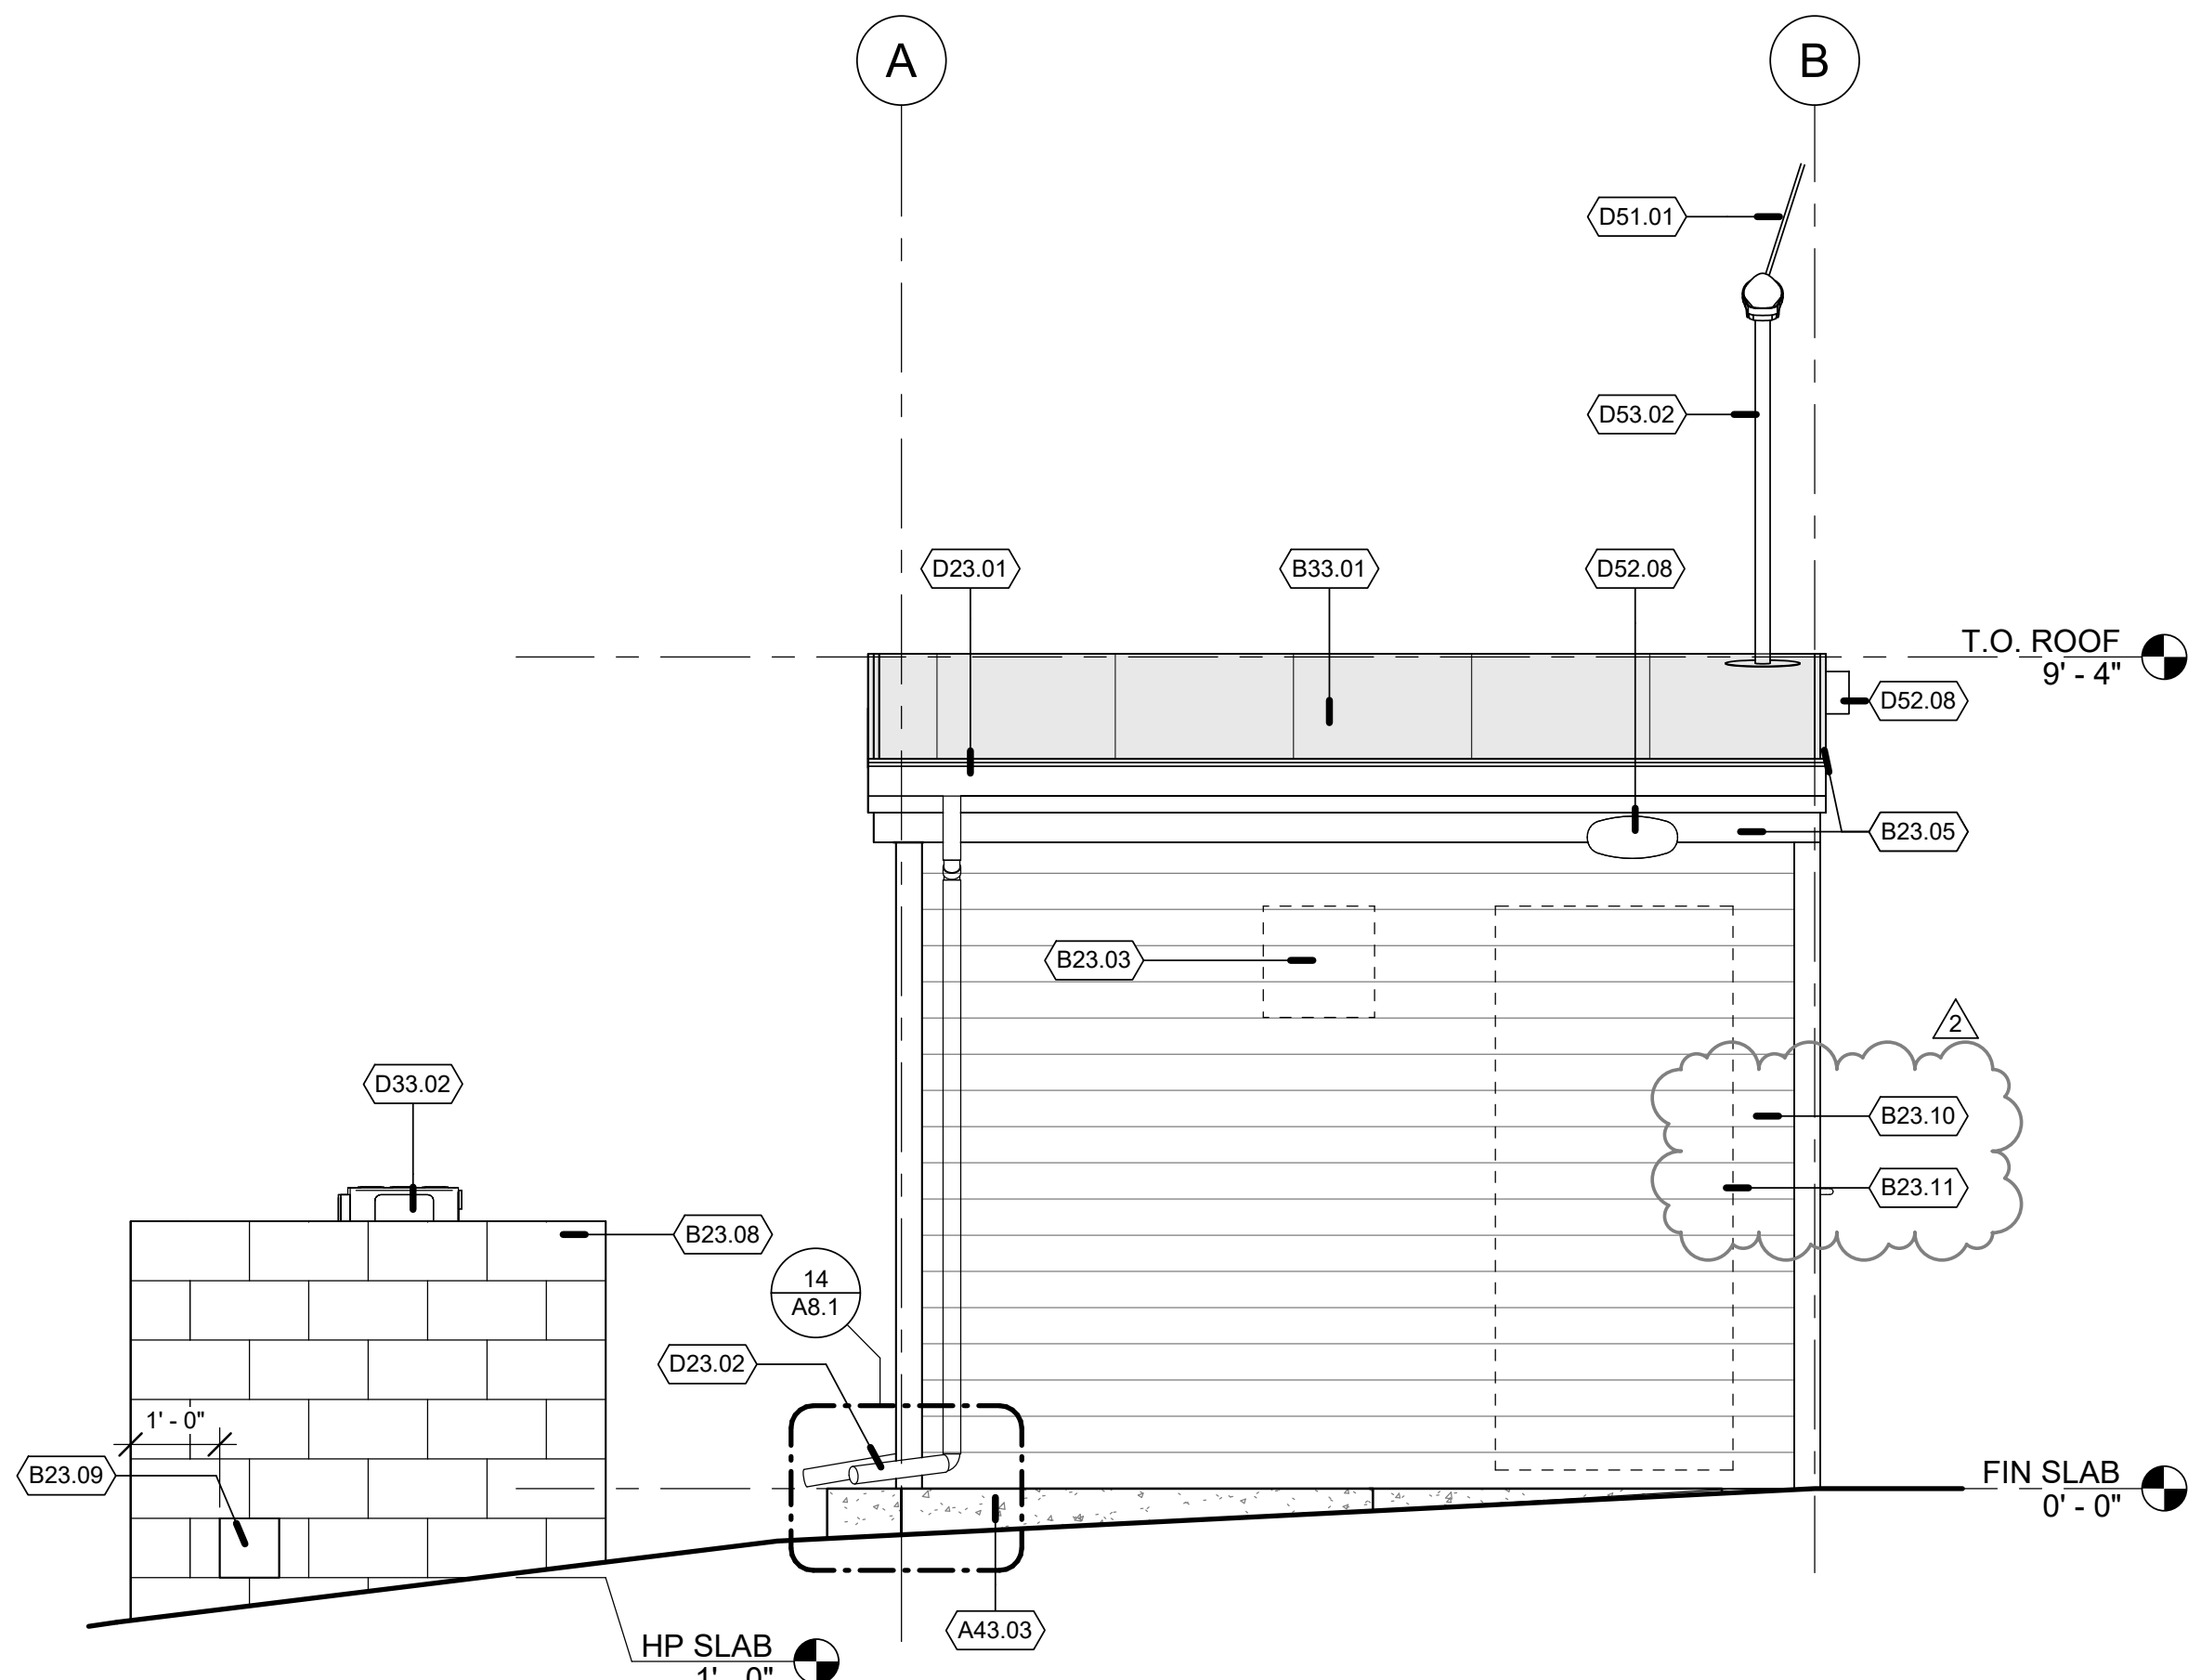 A
B
D51.01
D53.02
D23.01
B33.01
D52.08
T.O. ROOF
9' - 4"
D52.08
B23.05
B23.03
2
D33.02
B23.10
B23.11
B23.08
14
A8.1
D23.02
1' - 0"
B23.09
FIN SLAB
0' - 0"
A43.03
HP SLAB
1' - 0"